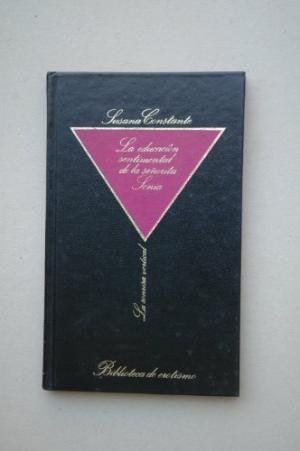 Susana Constante
La educación
sentimental
de la señorita
Sonia
La sonrisa vertical
Biblioteca de erotismo